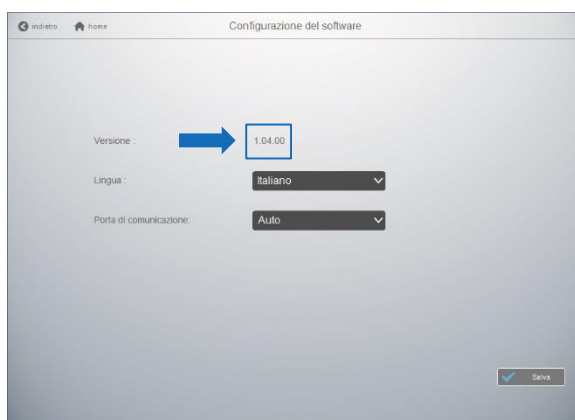 indietro home Configurazione del software
Versione : 1.04.00
Lingua : Italiano
Porta di comunicazione: Auto
Salva